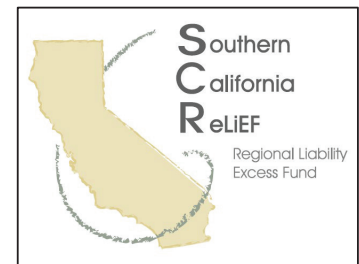 Southern
California
ReLiEF
Regional Liability
Excess Fund